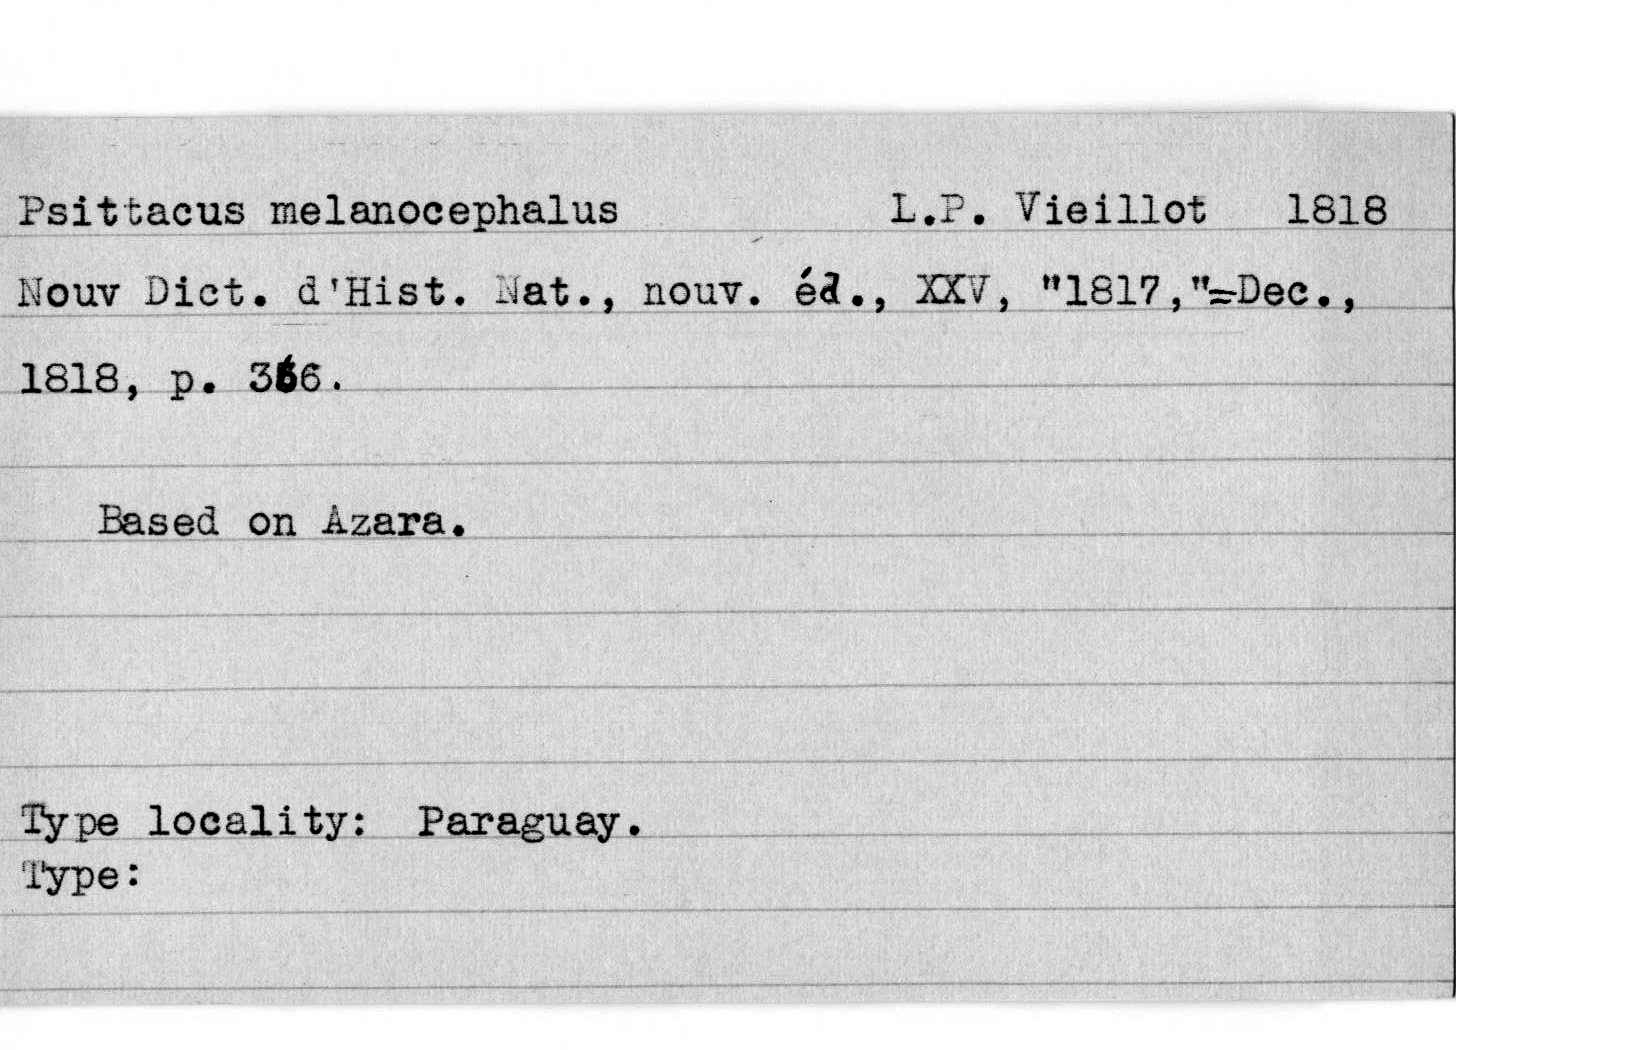 Psittacus melanocephalus L.P. Vieillot 1818
Nouv Dict. d'Hist. Nat., nouv. éd., XXV, "1817,"=Dec.,
1818, p. 366.
Based on Azara.
Type locality: Paraguay.
Type: